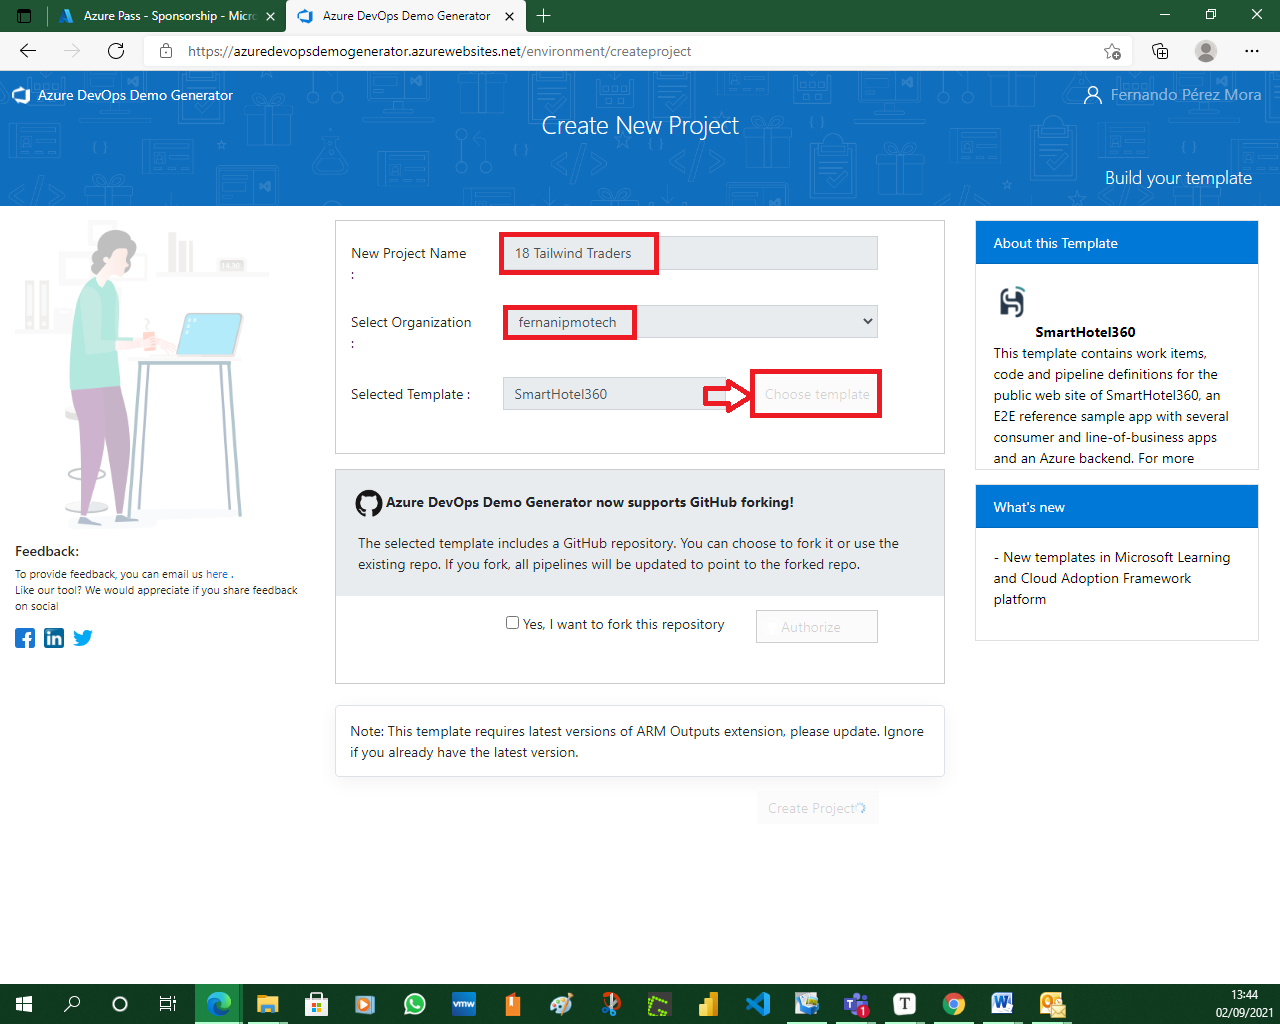 Azure Pass - Sponsorship - Micro
Azure DevOps Demo Generator
https://azuredevopsdemogenerator.azurewebsites.net/environment/createproject
Azure DevOps Demo Generator
Fernando Pérez Mora
Create New Project
Build your template
New Project Name
:
18 Tailwind Traders
Select Organization
:
fernanipmotech
Selected Template :
SmartHotel360
Choose template
Azure DevOps Demo Generator now supports GitHub forking!
The selected template includes a GitHub repository. You can choose to fork it or use the
existing repo. If you fork, all pipelines will be updated to point to the forked repo.
Yes, I want to fork this repository
Authorize
Note: This template requires latest versions of ARM Outputs extension, please update. Ignore
if you already have the latest version.
Create Project
About this Template
SmartHotel360
This template contains work items,
code and pipeline definitions for the
public web site of SmartHotel360, an
E2E reference sample app with several
consumer and line-of-business apps
and an Azure backend. For more
What's new
- New templates in Microsoft Learning
and Cloud Adoption Framework
platform
Feedback:
To provide feedback, you can email us here .
Like our tool? We would appreciate if you share feedback
on social
vmw
T
1
13:44
02/09/2021